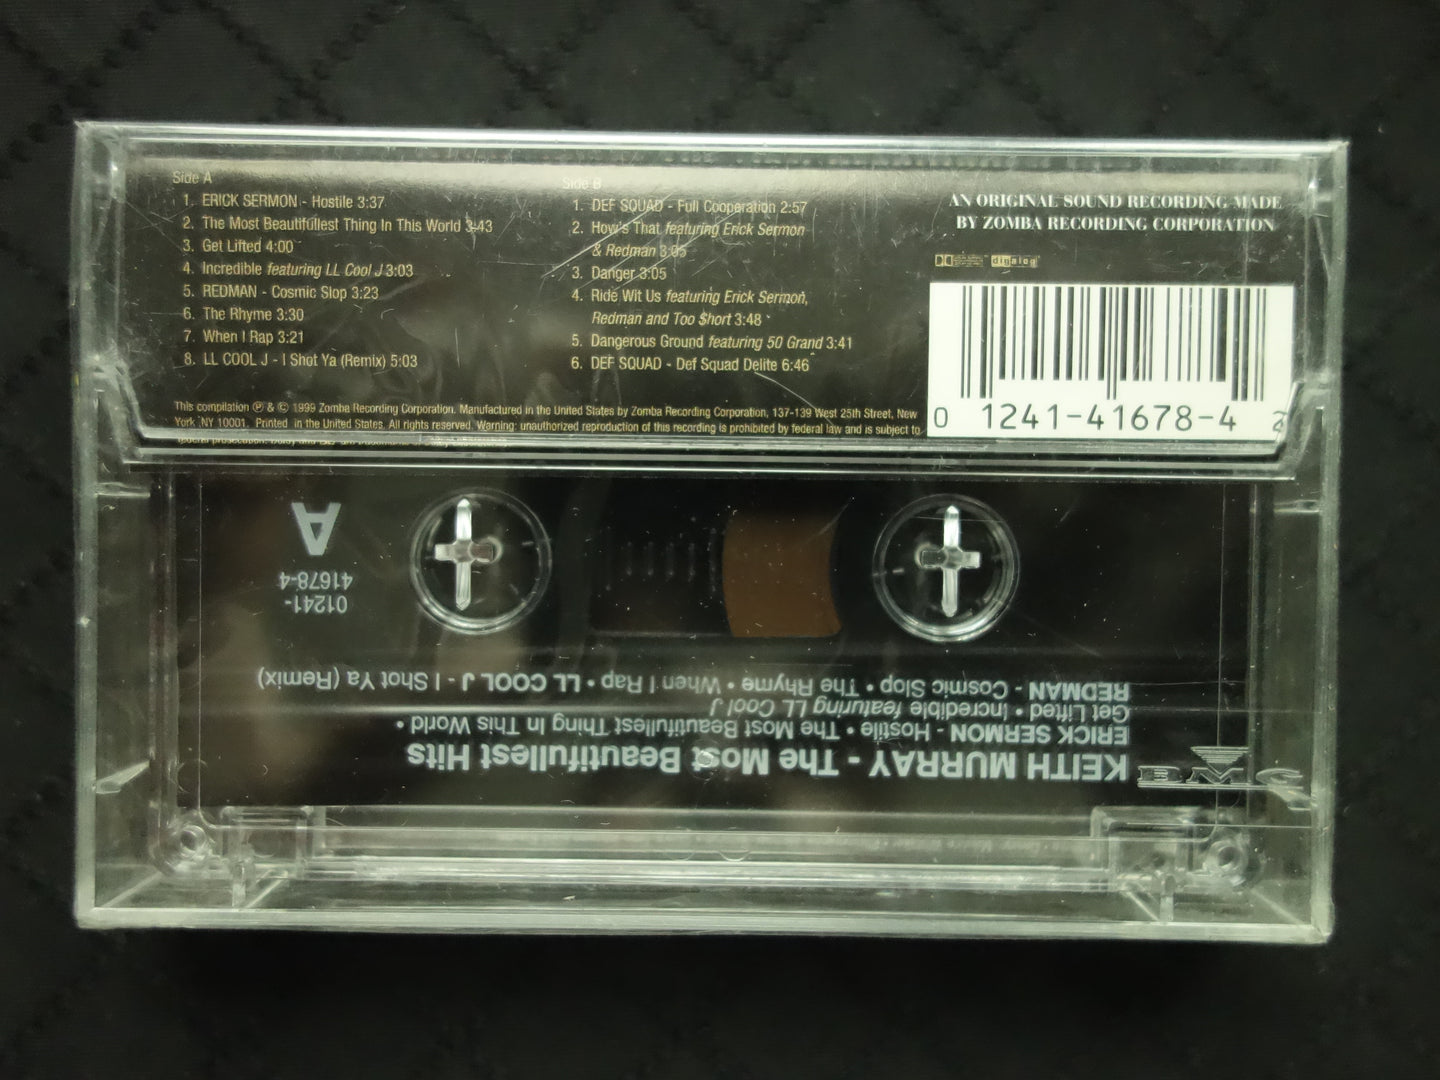 Side A
1. ERICK SERMON - Hostile 3:37
2. The Most Beautifullest Thing In This World 3:43
3. Get Lifted 4:00
4. Incredible featuring LL Cool J 3:03
5. REDMAN - Cosmic Slop 3:23
6. The Rhyme 3:30
7. When I Rap 3:21
8. LL COOL J - I Shot Ya (Remix) 5:03
Side B
1. DEF SQUAD - Full Cooperation 2:57
2. How's That featuring Erick Sermon
& Redman 3:05
3. Danger 3:05
4. Ride Wit Us featuring Erick Sermon,
Redman and Too $hort 3:48
5. Dangerous Ground featuring 50 Grand 3:41
6. DEF SQUAD - Def Squad Delite 6:46
AN ORIGINAL SOUND RECORDING MADE
BY ZOMBA RECORDING CORPORATION
digalog
0 1241-41678-4 2
This compilation ℗ & © 1999 Zomba Recording Corporation. Manufactured in the United States by Zomba Recording Corporation, 137-139 West 25th Street, New
York NY 10001. Printed in the United States. All rights reserved. Warning: unauthorized reproduction of this recording is prohibited by federal law and is subject to
BMG
KEITH MURRAY - The Most Beautifullest Hits
ERICK SERMON - Hostile • The Most Beautifullest Thing In This World •
Get Lifted • Incredible featuring LL Cool J
REDMAN - Cosmic Slop • The Rhyme • When I Rap • LL COOL J - I Shot Ya (Remix)
01241-
41678-4
A